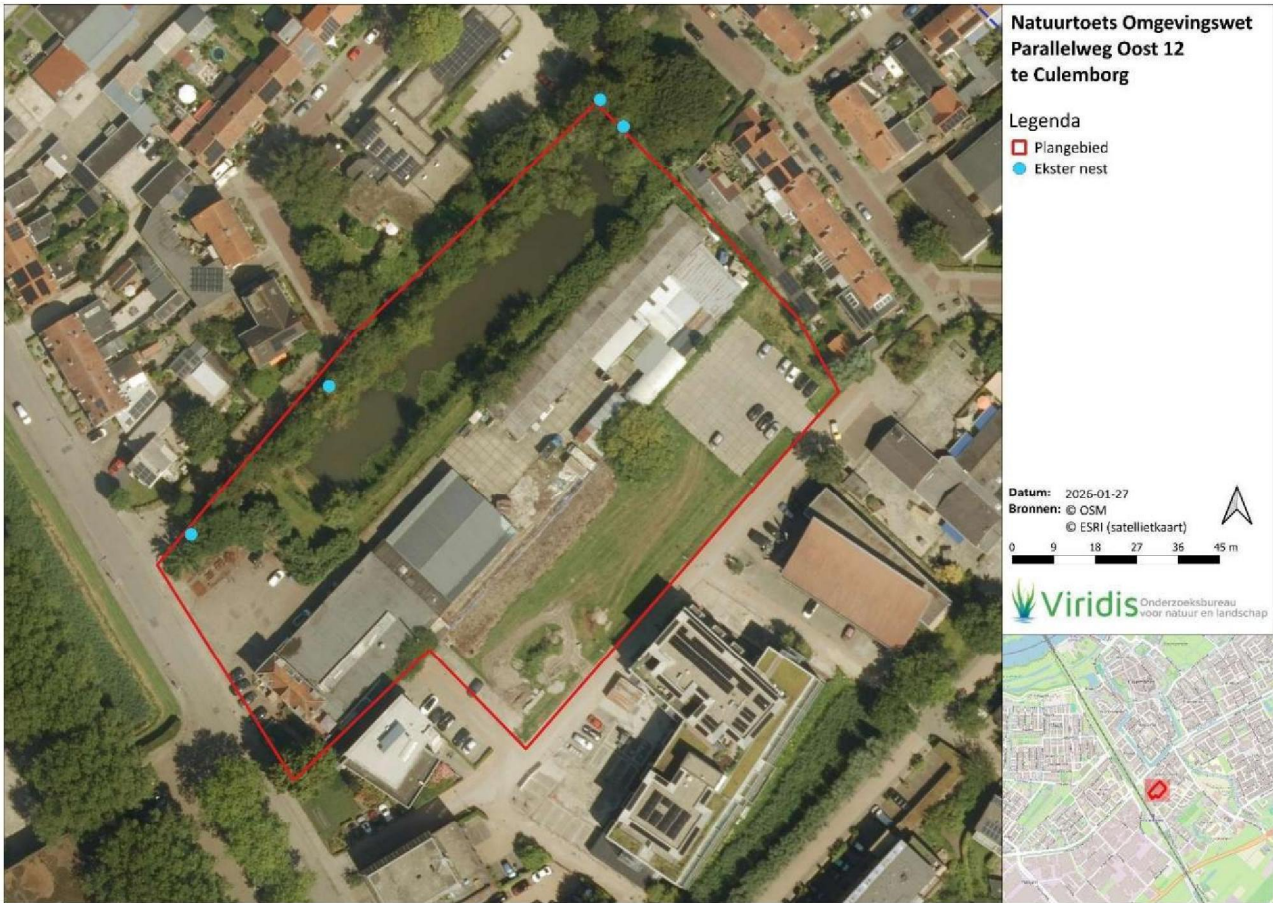 Natuurtoets Omgevingswet
Parallelweg Oost 12
te Culemborg
Legenda
Plangebied
Ekster nest
Datum: 2026-01-27
Bronnen: © OSM
© ESRI (satellietkaart)
0 9 18 27 36 45 m
Viridis Onderzoeksbureau
voor natuur en landschap